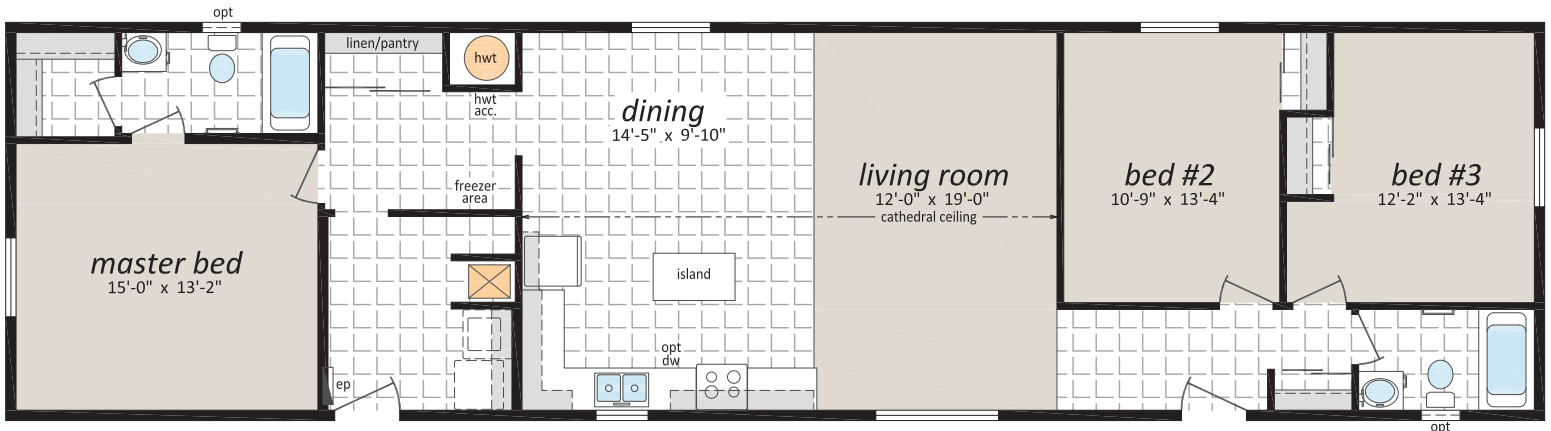 opt
linen/pantry
hwt
hwt
acc.
dining
14'-5" x 9'-10"
freezer
area
living room
12'-0" x 19'-0"
cathedral ceiling
bed #2
10'-9" x 13'-4"
bed #3
12'-2" x 13'-4"
master bed
15'-0" x 13'-2"
island
opt
dw
ep
opt